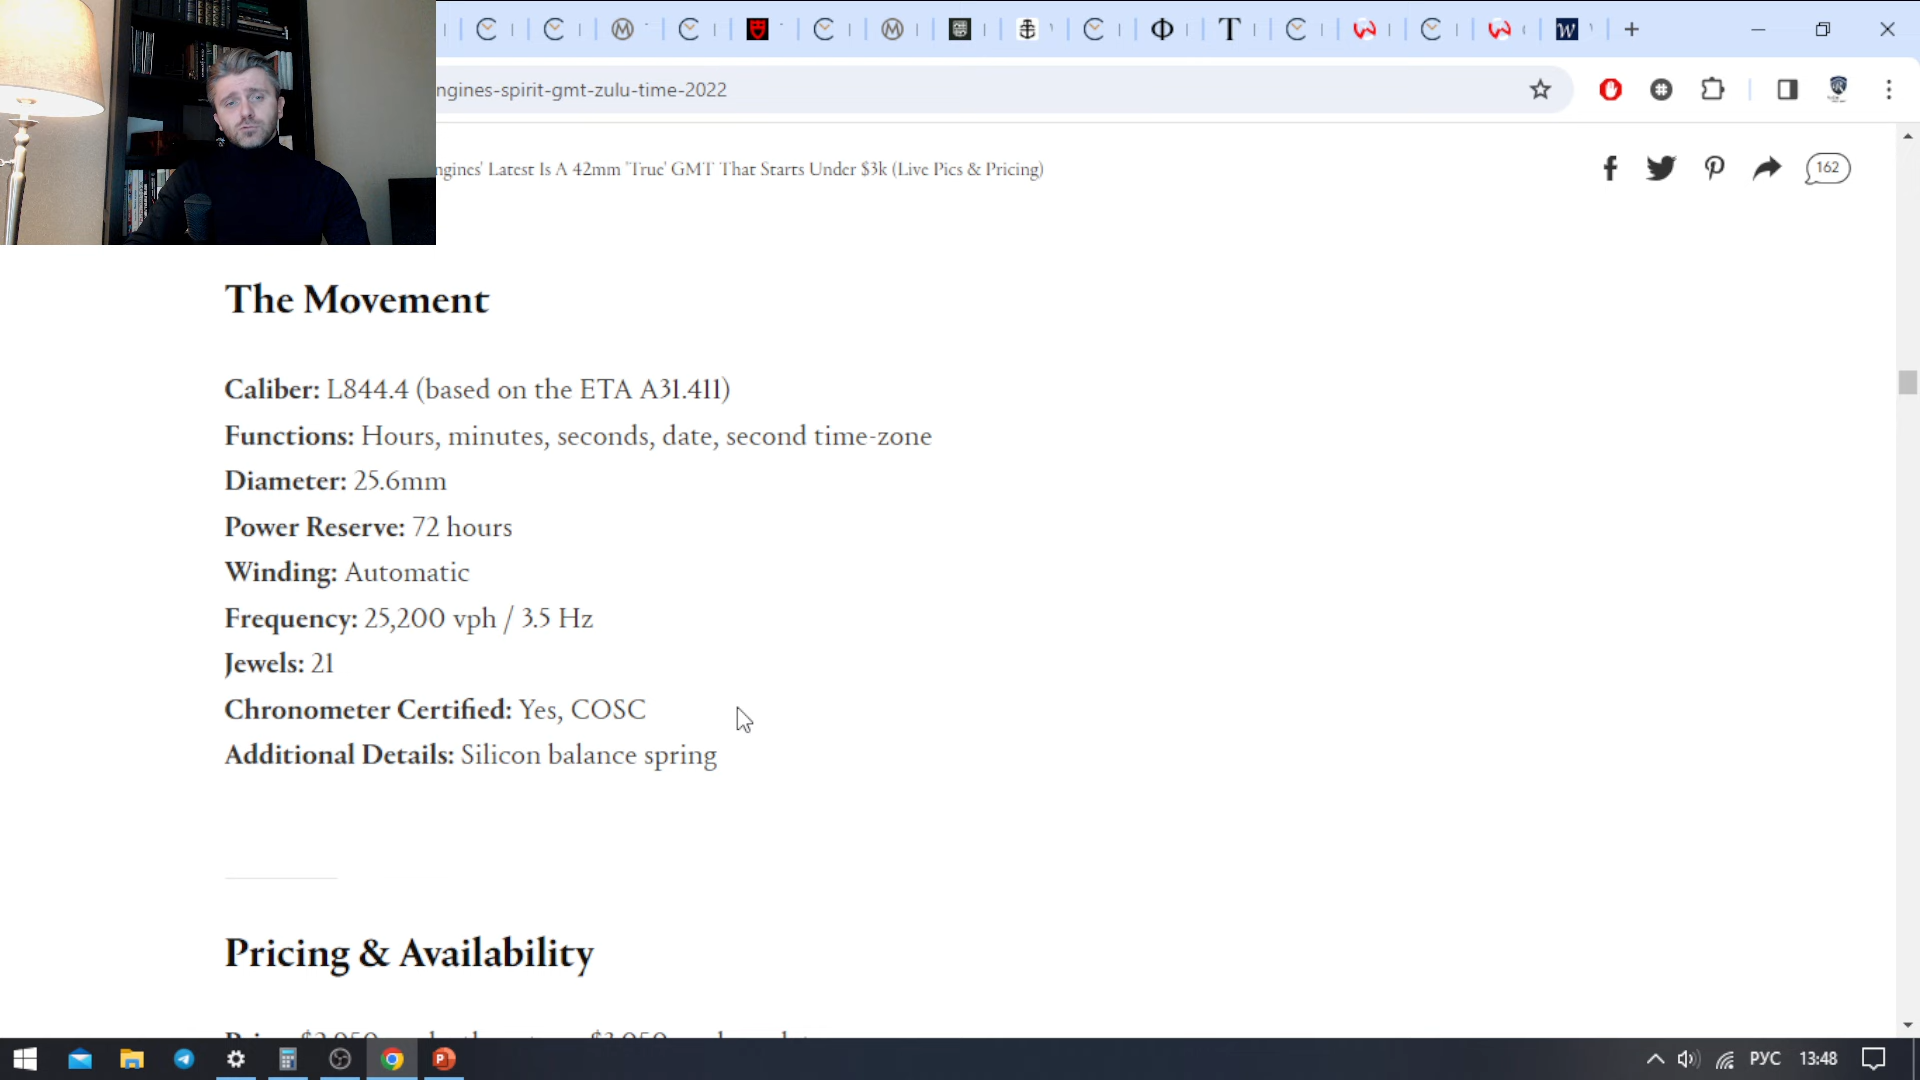 ngines-spirit-gmt-zulu-time-2022
ngines' Latest Is A 42mm 'True' GMT That Starts Under $3k (Live Pics & Pricing)
162
The Movement
Caliber: L844.4 (based on the ETA A31.411)
Functions: Hours, minutes, seconds, date, second time-zone
Diameter: 25.6mm
Power Reserve: 72 hours
Winding: Automatic
Frequency: 25,200 vph / 3.5 Hz
Jewels: 21
Chronometer Certified: Yes, COSC
Additional Details: Silicon balance spring
Pricing & Availability
РУС
13:48